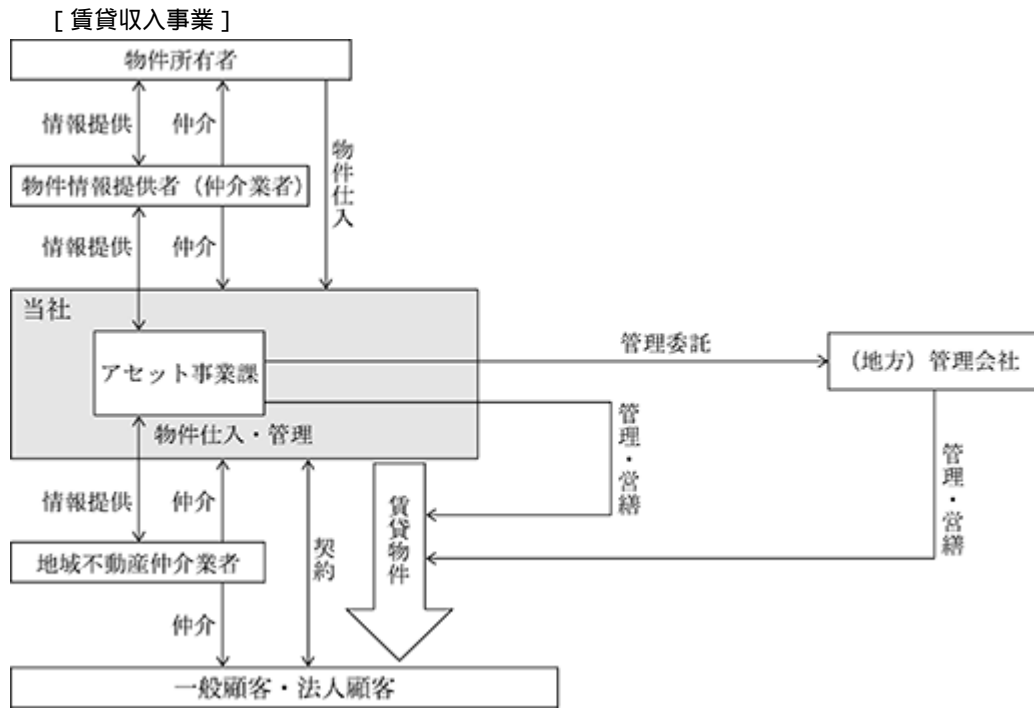 [ 賃貸収入事業 ]
物件所有者
情報提供
仲介
物件仕入
物件情報提供者（仲介業者）
情報提供
仲介
当社
アセット事業課
物件仕入・管理
管理委託
（地方）管理会社
管理・営繕
管理・営繕
情報提供
仲介
契約
賃貸物件
地域不動産仲介業者
仲介
一般顧客・法人顧客